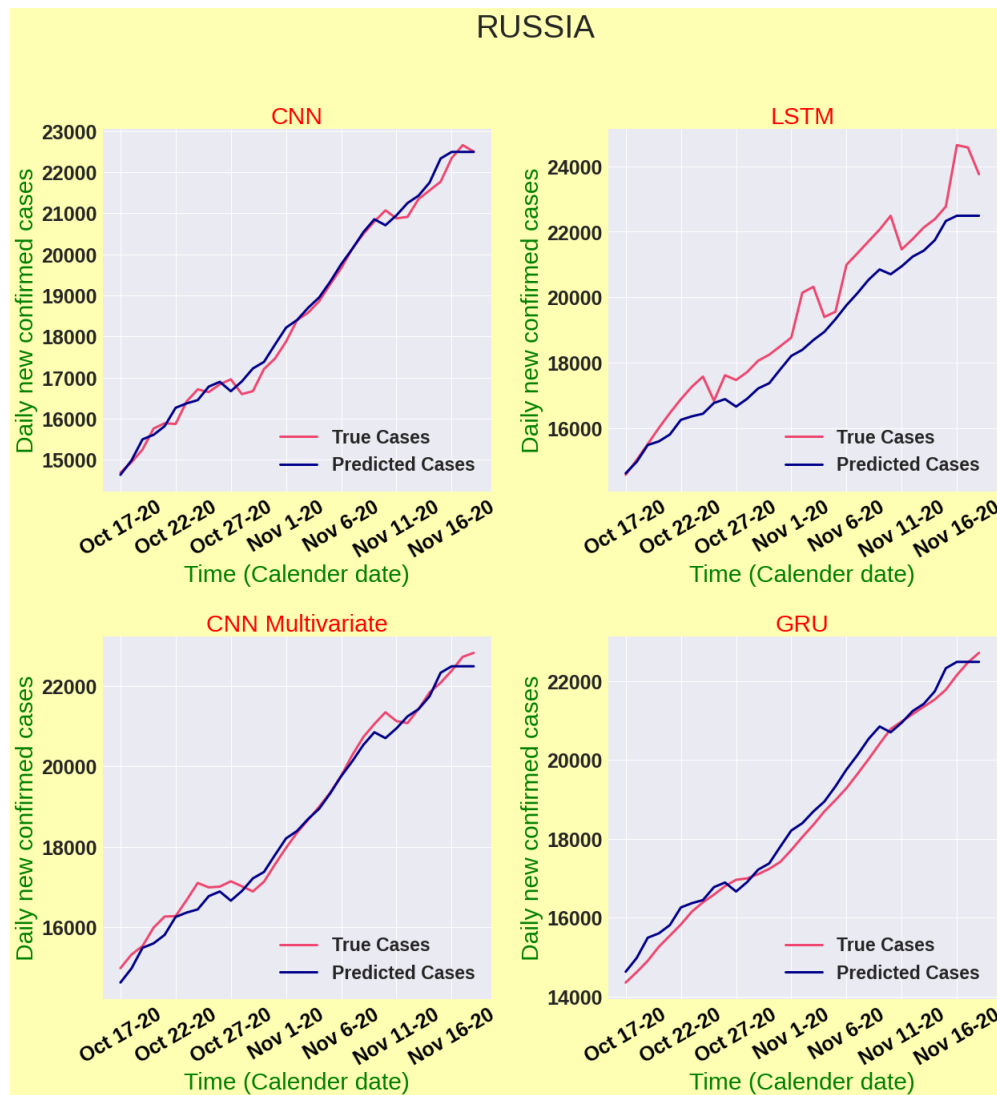 RUSSIA
CNN
Daily new confirmed cases
23000
22000
21000
20000
19000
18000
17000
16000
15000
True Cases
Predicted Cases
Oct 17-20
Oct 22-20
Oct 27-20
Nov 1-20
Nov 6-20
Nov 11-20
Nov 16-20
Time (Calender date)
LSTM
Daily new confirmed cases
24000
22000
20000
18000
16000
True Cases
Predicted Cases
Oct 17-20
Oct 22-20
Oct 27-20
Nov 1-20
Nov 6-20
Nov 11-20
Nov 16-20
Time (Calender date)
CNN Multivariate
Daily new confirmed cases
22000
20000
18000
16000
True Cases
Predicted Cases
Oct 17-20
Oct 22-20
Oct 27-20
Nov 1-20
Nov 6-20
Nov 11-20
Nov 16-20
Time (Calender date)
GRU
Daily new confirmed cases
22000
20000
18000
16000
14000
True Cases
Predicted Cases
Oct 17-20
Oct 22-20
Oct 27-20
Nov 1-20
Nov 6-20
Nov 11-20
Nov 16-20
Time (Calender date)